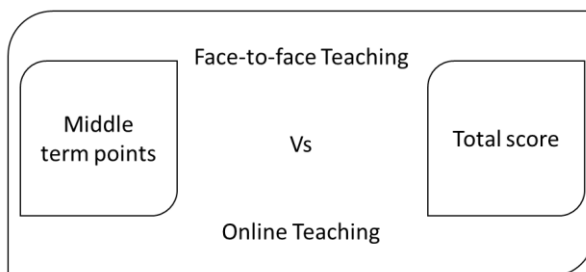 Face-to-face Teaching
Middle
term points
Vs
Total score
Online Teaching